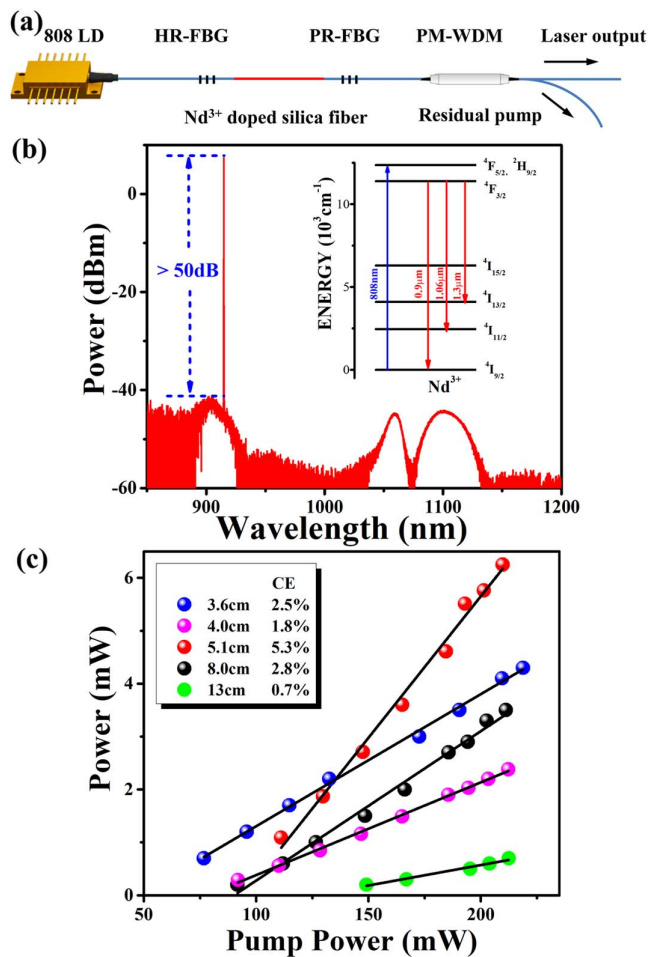 (a)
808 LD HR-FBG PR-FBG PM-WDM Laser output
Nd³⁺ doped silica fiber Residual pump
(b)
0
-20
-40
-60
Power (dBm)
> 50dB
900 1000 1100 1200
Wavelength (nm)
10
5
0
ENERGY (10³cm⁻¹)
808nm
0.9μm
1.06μm
1.3μm
⁴F₅/₂, ²H₉/₂
⁴F₃/₂
⁴I₁₅/₂
⁴I₁₃/₂
⁴I₁₁/₂
⁴I₉/₂
Nd³⁺
(c)
6
4
2
0
Power (mW)
CE
3.6cm 2.5%
4.0cm 1.8%
5.1cm 5.3%
8.0cm 2.8%
13cm 0.7%
50 100 150 200
Pump Power (mW)